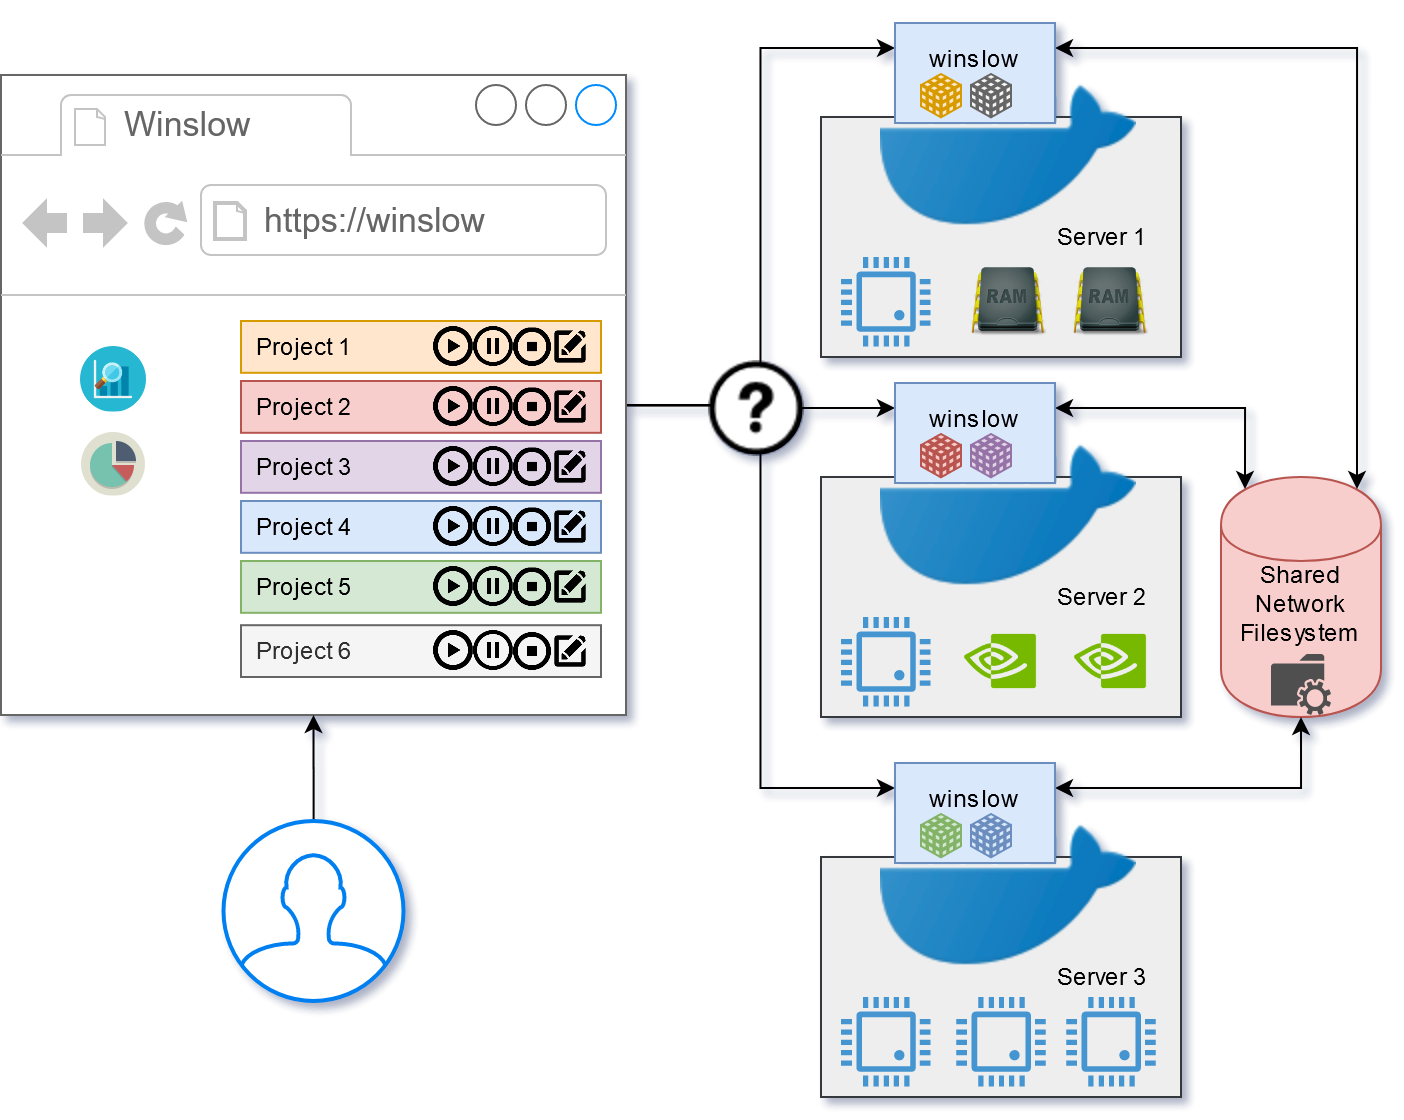 Winslow
https://winslow
Project 1
Project 2
Project 3
Project 4
Project 5
Project 6
?
winslow
Server 1
RAM
RAM
winslow
Server 2
winslow
Server 3
Shared
Network
Filesystem